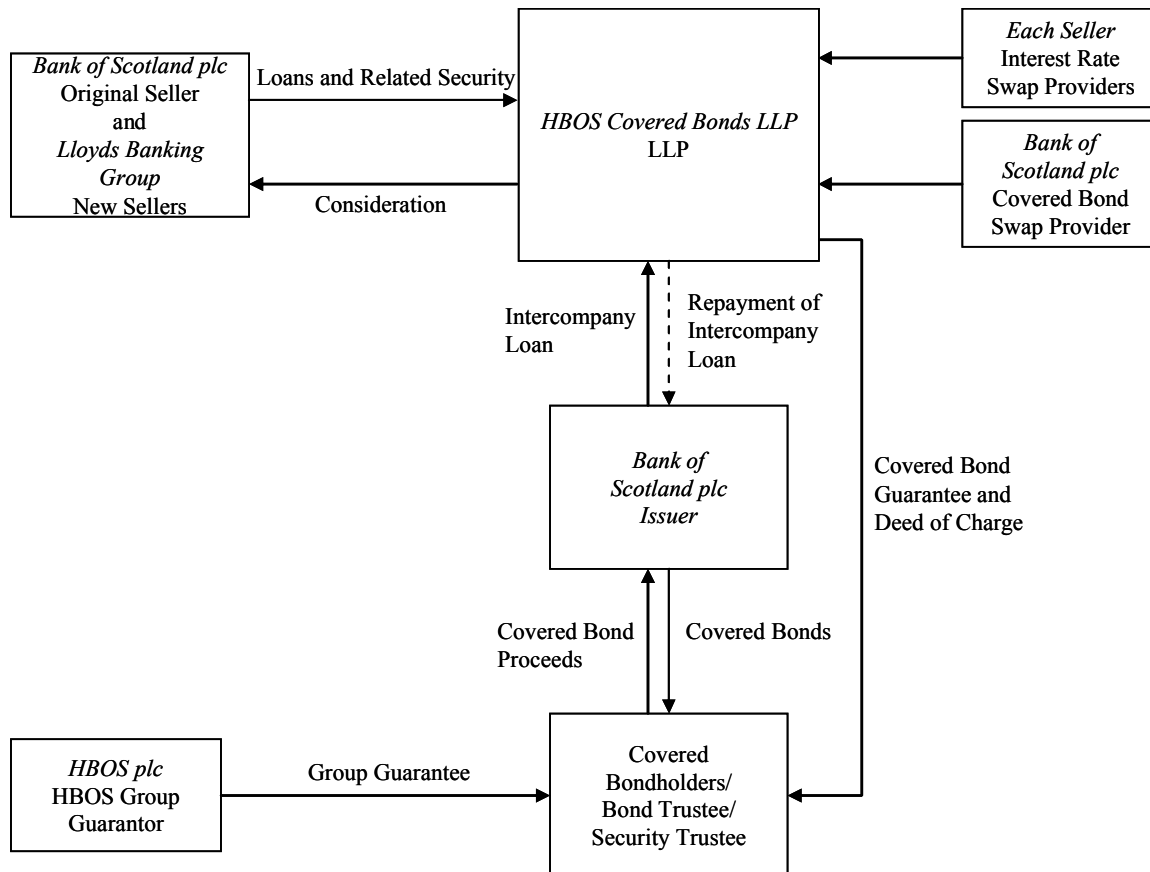 Bank of Scotland plc
Original Seller
and
Lloyds Banking
Group
New Sellers
Loans and Related Security
Consideration
HBOS Covered Bonds LLP
LLP
Each Seller
Interest Rate
Swap Providers
Bank of
Scotland plc
Covered Bond
Swap Provider
Intercompany
Loan
Repayment of
Intercompany
Loan
Bank of
Scotland plc
Issuer
Covered Bond
Guarantee and
Deed of Charge
Covered Bond
Proceeds
Covered Bonds
HBOS plc
HBOS Group
Guarantor
Group Guarantee
Covered
Bondholders/
Bond Trustee/
Security Trustee